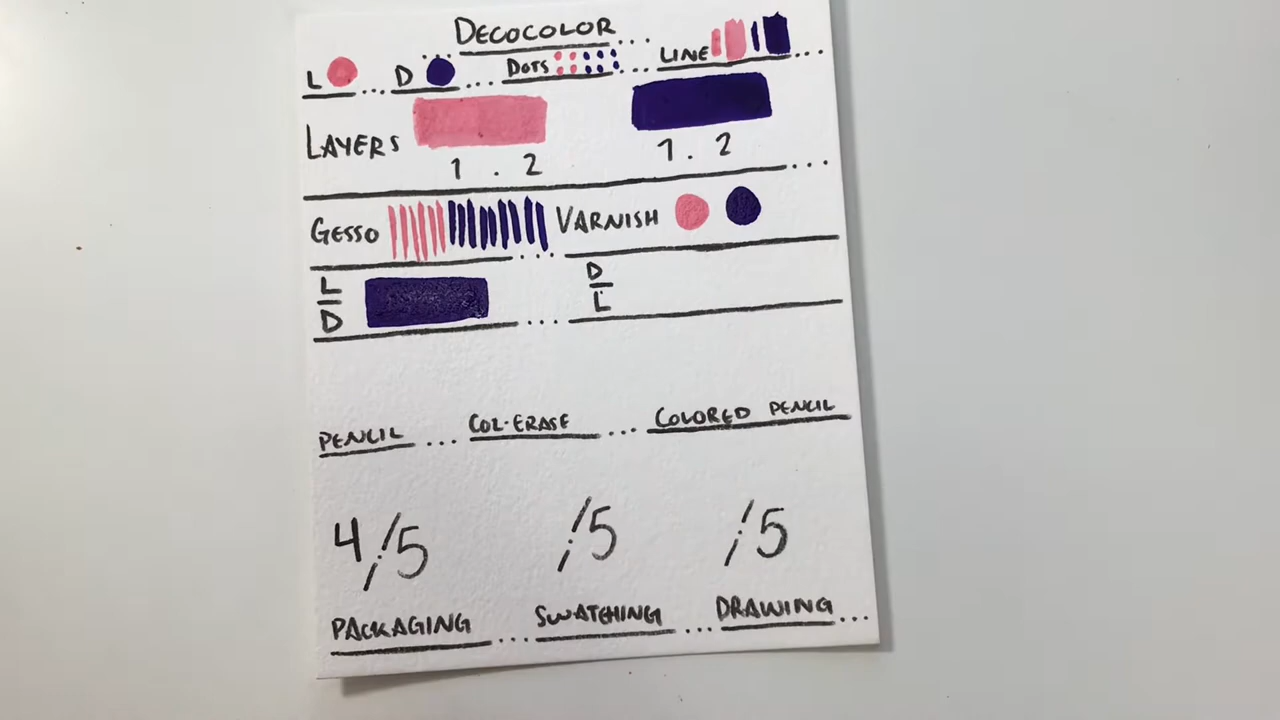 DECOCOLOR...
L ... D ... DOTS ... LINE ...
LAYERS 1 . 2 1 . 2 ...
GESSO ... VARNISH
L/D ... D/L
PENCIL ... COL-ERASE ... COLORED PENCIL
4/5 /5 /5
PACKAGING ... SWATCHING ... DRAWING ...